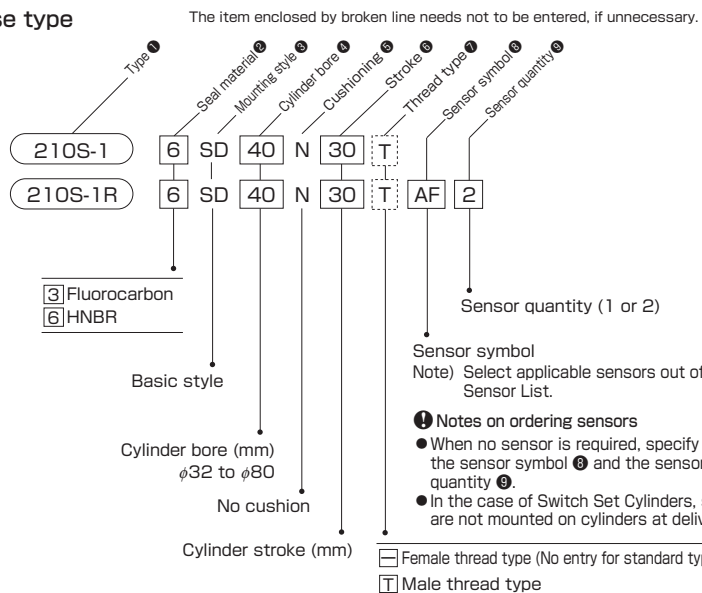 se type
The item enclosed by broken line needs not to be entered, if unnecessary.
Type ❶
Seal material ❷
Mounting style ❸
Cylinder bore ❹
Cushioning ❺
Stroke ❻
Thread type ❼
Sensor symbol ❽
Sensor quantity ❾
210S-1 6 SD 40 N 30 T
210S-1R 6 SD 40 N 30 T AF 2
3 Fluorocarbon
6 HNBR
Sensor quantity (1 or 2)
Sensor symbol
Note) Select applicable sensors out of
Sensor List.
Basic style
Notes on ordering sensors
● When no sensor is required, specify
the sensor symbol ❽ and the sensor
quantity ❾.
● In the case of Switch Set Cylinders,
are not mounted on cylinders at
Cylinder bore (mm)
φ32 to φ80
No cushion
Cylinder stroke (mm)
— Female thread type (No entry for standard
T Male thread type